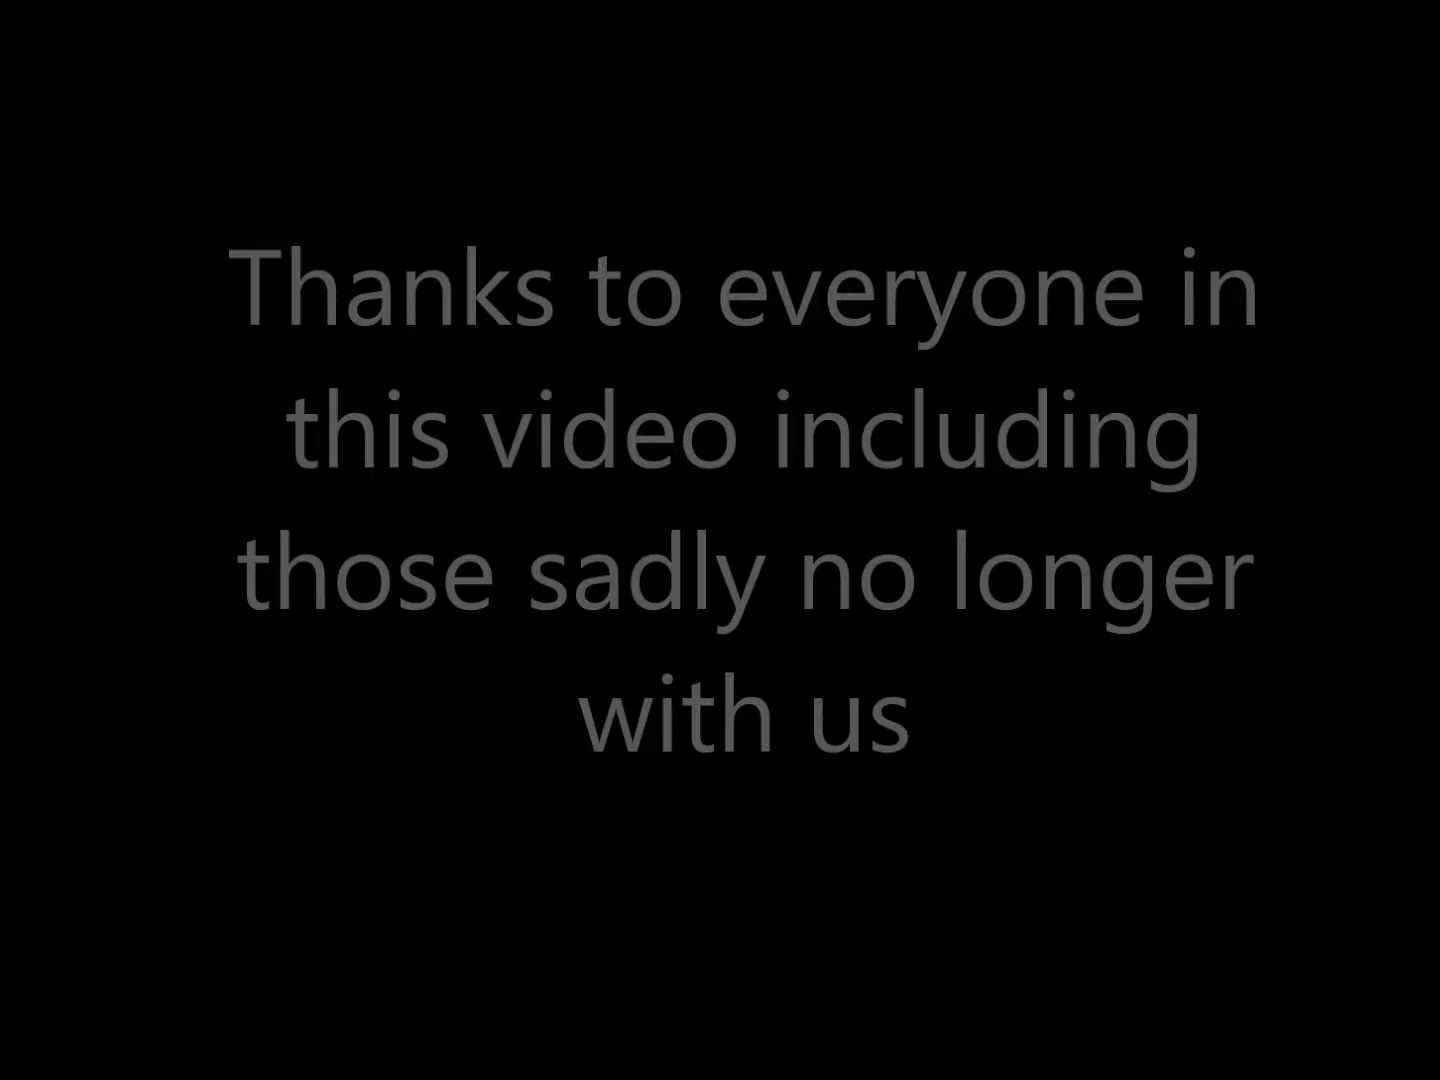 Thanks to everyone in
this video including
those sadly no longer
with us